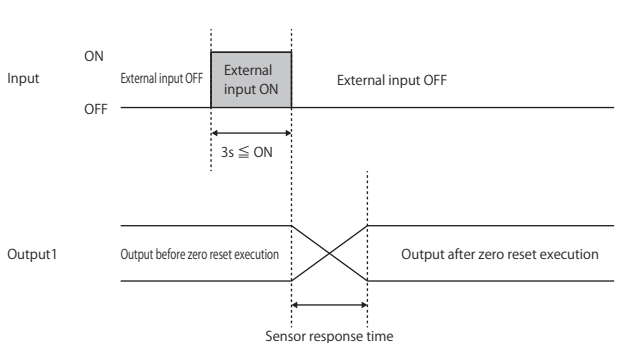 ON
Input
External input OFF
External
input ON
External input OFF
OFF
3s ≦ ON
Output1
Output before zero reset execution
Output after zero reset execution
Sensor response time